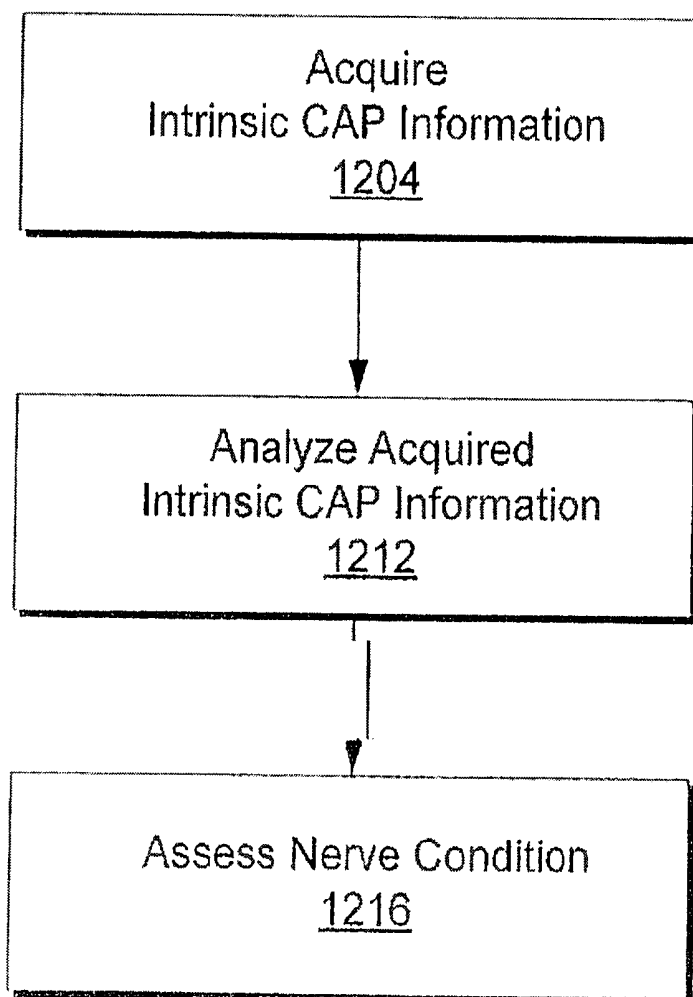 Acquire
Intrinsic CAP Information
1204
Analyze Acquired
Intrinsic CAP Information
1212
Assess Nerve Condition
1216